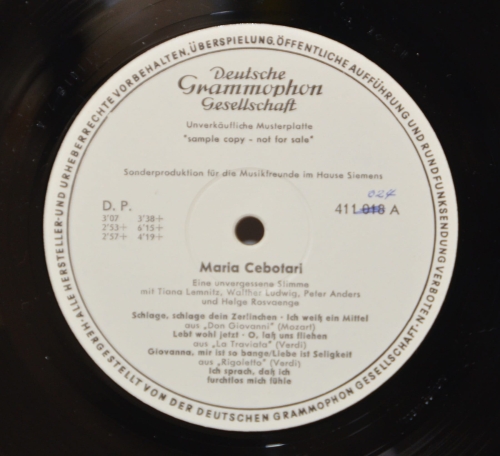 ALLE HERSTELLER- UND URHEBERRECHTE VORBEHALTEN. ÜBERSPIELUNG, ÖFFENTLICHE AUFFÜHRUNG UND RUNDFUNKSENDUNG VERBOTEN.
HERGESTELLT VON DER DEUTSCHEN GRAMMOPHON GESELLSCHAFT.
Deutsche
Grammophon
Gesellschaft
Unverkäufliche Musterplatte
"sample copy - not for sale"
Sonderproduktion für die Musikfreunde im Hause Siemens
024
D. P.
411 018 A
3'07 3'38+
2'53+ 6'15+
2'57+ 4'19+
Maria Cebotari
Eine unvergessene Stimme
mit Tiana Lemnitz, Walther Ludwig, Peter Anders
und Helge Rosvaenge
Schlage, schlage dein Zerlinchen - Ich weiß ein Mittel
aus „Don Giovanni" (Mozart)
Lebt wohl jetzt - O, laß uns fliehen
aus „La Traviata" (Verdi)
Giovanna, mir ist so bange/Liebe ist Seligkeit
aus „Rigoletto" (Verdi)
Ich sprach, daß ich
furchtlos mich fühle